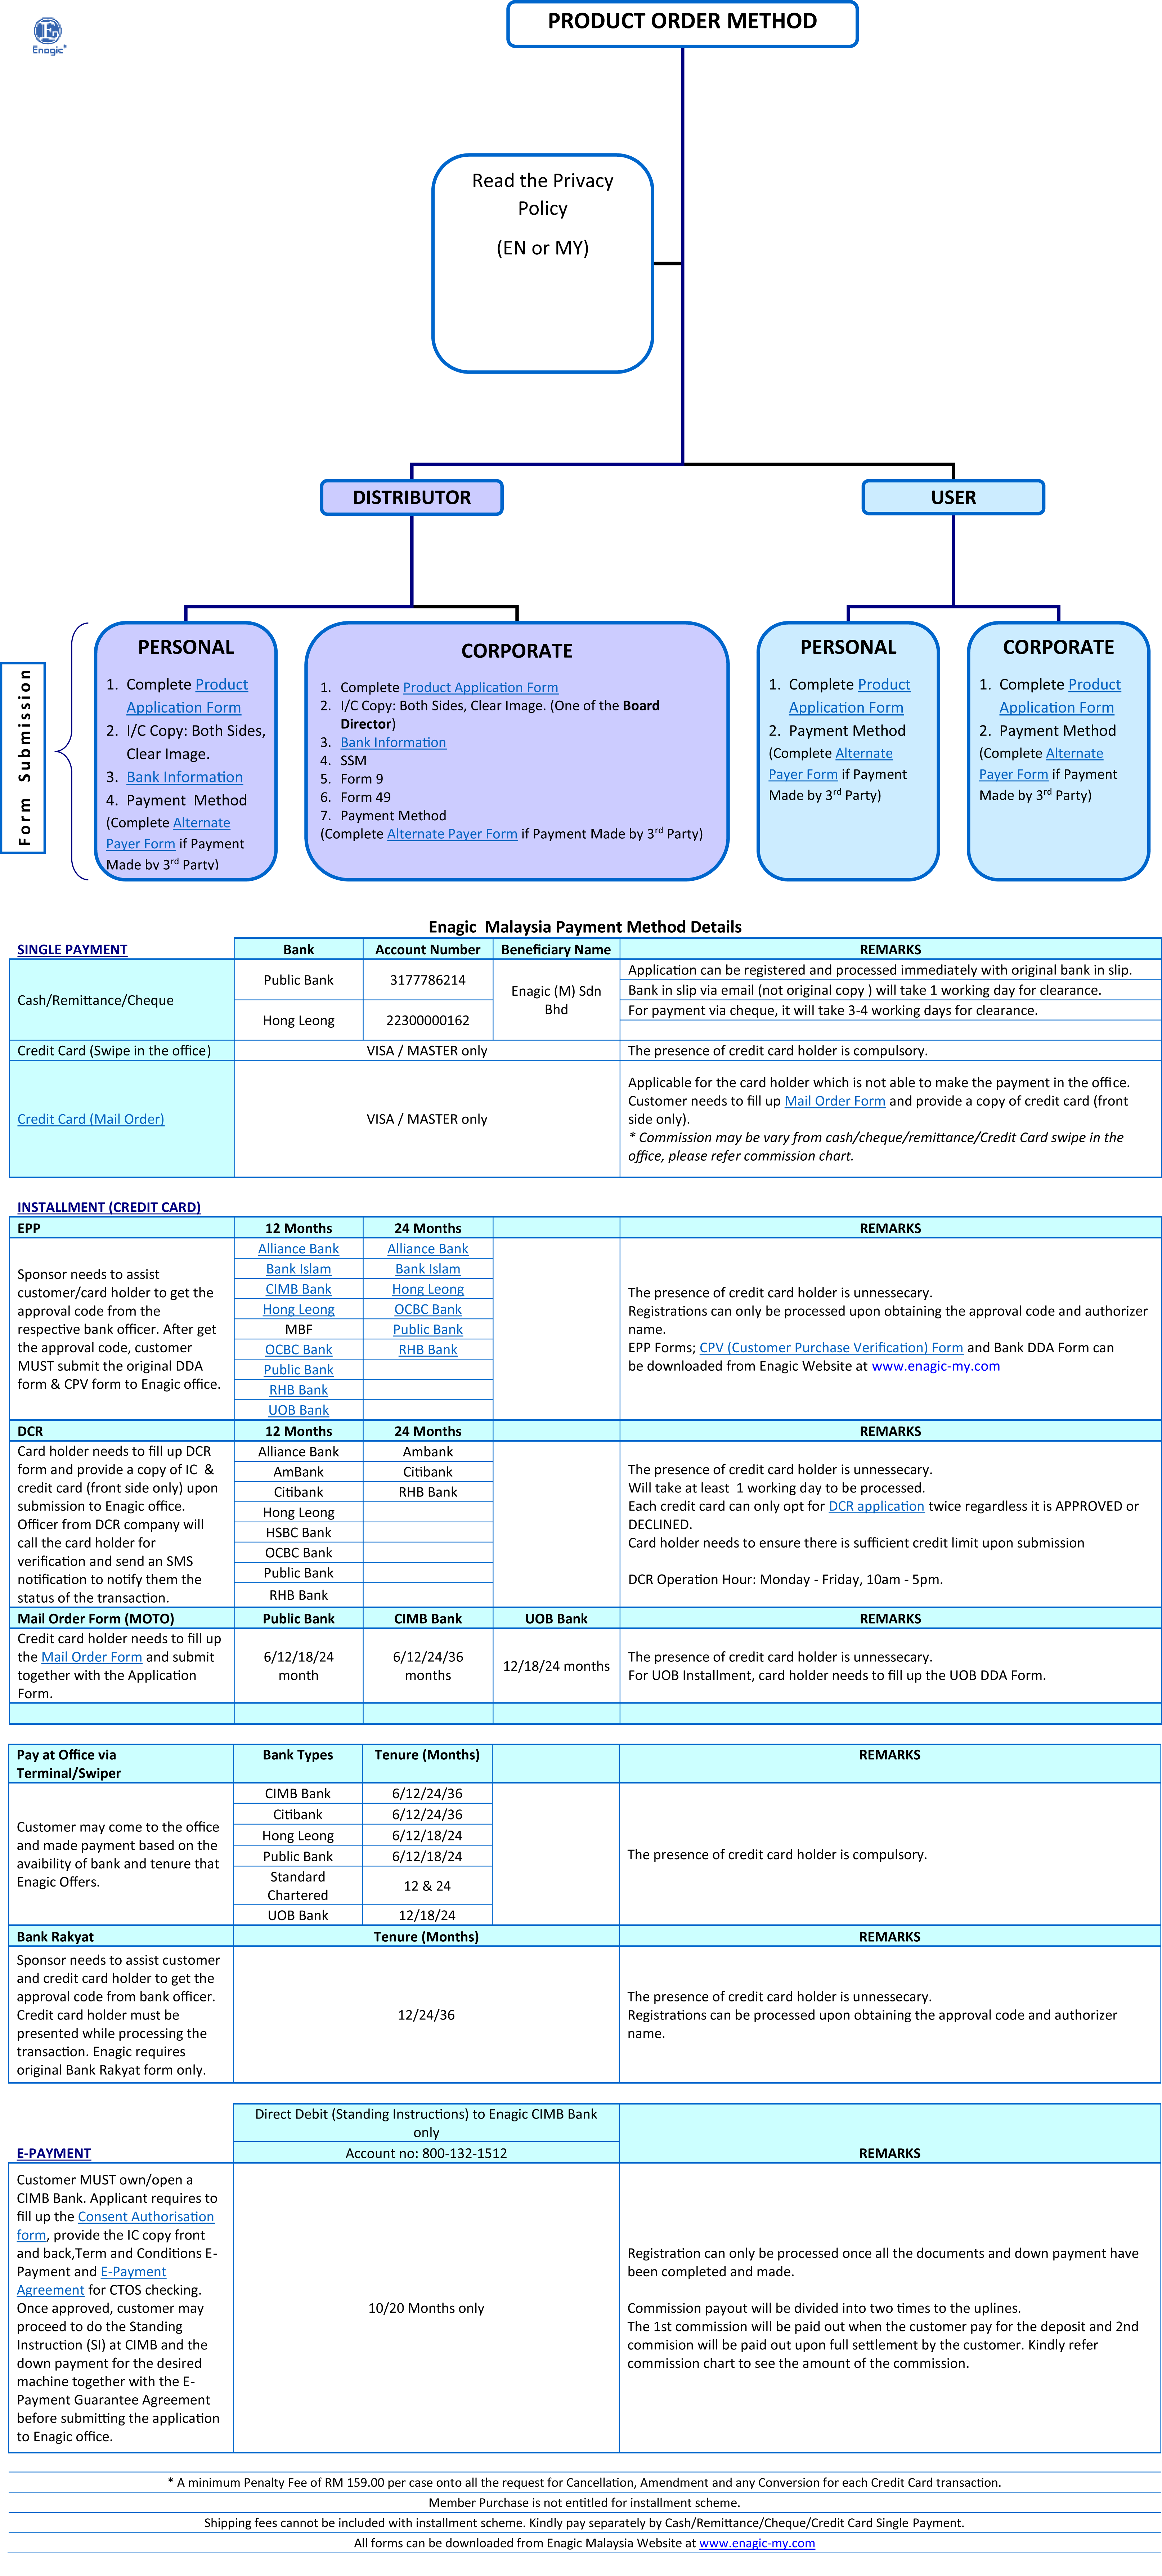 PRODUCT ORDER METHOD
Enagic®
Read the Privacy
Policy
(EN or MY)
DISTRIBUTOR
USER
Form Submission
PERSONAL
1. Complete Product
Application Form
2. I/C Copy: Both Sides,
Clear Image.
3. Bank Information
4. Payment Method
(Complete Alternate
Payer Form if Payment
Made by 3rd Party)
CORPORATE
1. Complete Product Application Form
2. I/C Copy: Both Sides, Clear Image. (One of the Board
Director)
3. Bank Information
4. SSM
5. Form 9
6. Form 49
7. Payment Method
(Complete Alternate Payer Form if Payment Made by 3rd Party)
PERSONAL
1. Complete Product
Application Form
2. Payment Method
(Complete Alternate
Payer Form if Payment
Made by 3rd Party)
CORPORATE
1. Complete Product
Application Form
2. Payment Method
(Complete Alternate
Payer Form if Payment
Made by 3rd Party)
Enagic Malaysia Payment Method Details
SINGLE PAYMENT
Bank
Account Number
Beneficiary Name
REMARKS
Cash/Remittance/Cheque
Public Bank
3177786214
Hong Leong
22300000162
Enagic (M) Sdn
Bhd
Application can be registered and processed immediately with original bank in slip.
Bank in slip via email (not original copy ) will take 1 working day for clearance.
For payment via cheque, it will take 3-4 working days for clearance.
Credit Card (Swipe in the office)
VISA / MASTER only
The presence of credit card holder is compulsory.
Credit Card (Mail Order)
VISA / MASTER only
Applicable for the card holder which is not able to make the payment in the office.
Customer needs to fill up Mail Order Form and provide a copy of credit card (front
side only).
* Commission may be vary from cash/cheque/remittance/Credit Card swipe in the
office, please refer commission chart.
INSTALLMENT (CREDIT CARD)
EPP
12 Months
24 Months
REMARKS
Sponsor needs to assist
customer/card holder to get the
approval code from the
respective bank officer. After get
the approval code, customer
MUST submit the original DDA
form & CPV form to Enagic office.
Alliance Bank
Alliance Bank
Bank Islam
Bank Islam
CIMB Bank
Hong Leong
Hong Leong
OCBC Bank
MBF
Public Bank
OCBC Bank
RHB Bank
Public Bank
RHB Bank
UOB Bank
The presence of credit card holder is unnessecary.
Registrations can only be processed upon obtaining the approval code and authorizer
name.
EPP Forms; CPV (Customer Purchase Verification) Form and Bank DDA Form can
be downloaded from Enagic Website at www.enagic-my.com
DCR
12 Months
24 Months
REMARKS
Card holder needs to fill up DCR
form and provide a copy of IC &
credit card (front side only) upon
submission to Enagic office.
Officer from DCR company will
call the card holder for
verification and send an SMS
notification to notify them the
status of the transaction.
Alliance Bank
Ambank
AmBank
Citibank
Citibank
RHB Bank
Hong Leong
HSBC Bank
OCBC Bank
Public Bank
RHB Bank
The presence of credit card holder is unnessecary.
Will take at least 1 working day to be processed.
Each credit card can only opt for DCR application twice regardless it is APPROVED or
DECLINED.
Card holder needs to ensure there is sufficient credit limit upon submission
DCR Operation Hour: Monday - Friday, 10am - 5pm.
Mail Order Form (MOTO)
Public Bank
CIMB Bank
UOB Bank
REMARKS
Credit card holder needs to fill up
the Mail Order Form and submit
together with the Application
Form.
6/12/18/24
month
6/12/24/36
months
12/18/24 months
The presence of credit card holder is unnessecary.
For UOB Installment, card holder needs to fill up the UOB DDA Form.
Pay at Office via
Terminal/Swiper
Bank Types
Tenure (Months)
REMARKS
Customer may come to the office
and made payment based on the
avaibility of bank and tenure that
Enagic Offers.
CIMB Bank
6/12/24/36
Citibank
6/12/24/36
Hong Leong
6/12/18/24
Public Bank
6/12/18/24
Standard
Chartered
12 & 24
UOB Bank
12/18/24
The presence of credit card holder is compulsory.
Bank Rakyat
Tenure (Months)
REMARKS
Sponsor needs to assist customer
and credit card holder to get the
approval code from bank officer.
Credit card holder must be
presented while processing the
transaction. Enagic requires
original Bank Rakyat form only.
12/24/36
The presence of credit card holder is unnessecary.
Registrations can be processed upon obtaining the approval code and authorizer
name.
E-PAYMENT
Direct Debit (Standing Instructions) to Enagic CIMB Bank
only
Account no: 800-132-1512
REMARKS
Customer MUST own/open a
CIMB Bank. Applicant requires to
fill up the Consent Authorisation
form, provide the IC copy front
and back,Term and Conditions E-
Payment and E-Payment
Agreement for CTOS checking.
Once approved, customer may
proceed to do the Standing
Instruction (SI) at CIMB and the
down payment for the desired
machine together with the E-
Payment Guarantee Agreement
before submitting the application
to Enagic office.
10/20 Months only
Registration can only be processed once all the documents and down payment have
been completed and made.
Commission payout will be divided into two times to the uplines.
The 1st commission will be paid out when the customer pay for the deposit and 2nd
commision will be paid out upon full settlement by the customer. Kindly refer
commission chart to see the amount of the commission.
* A minimum Penalty Fee of RM 159.00 per case onto all the request for Cancellation, Amendment and any Conversion for each Credit Card transaction.
Member Purchase is not entitled for installment scheme.
Shipping fees cannot be included with installment scheme. Kindly pay separately by Cash/Remittance/Cheque/Credit Card Single Payment.
All forms can be downloaded from Enagic Malaysia Website at www.enagic-my.com